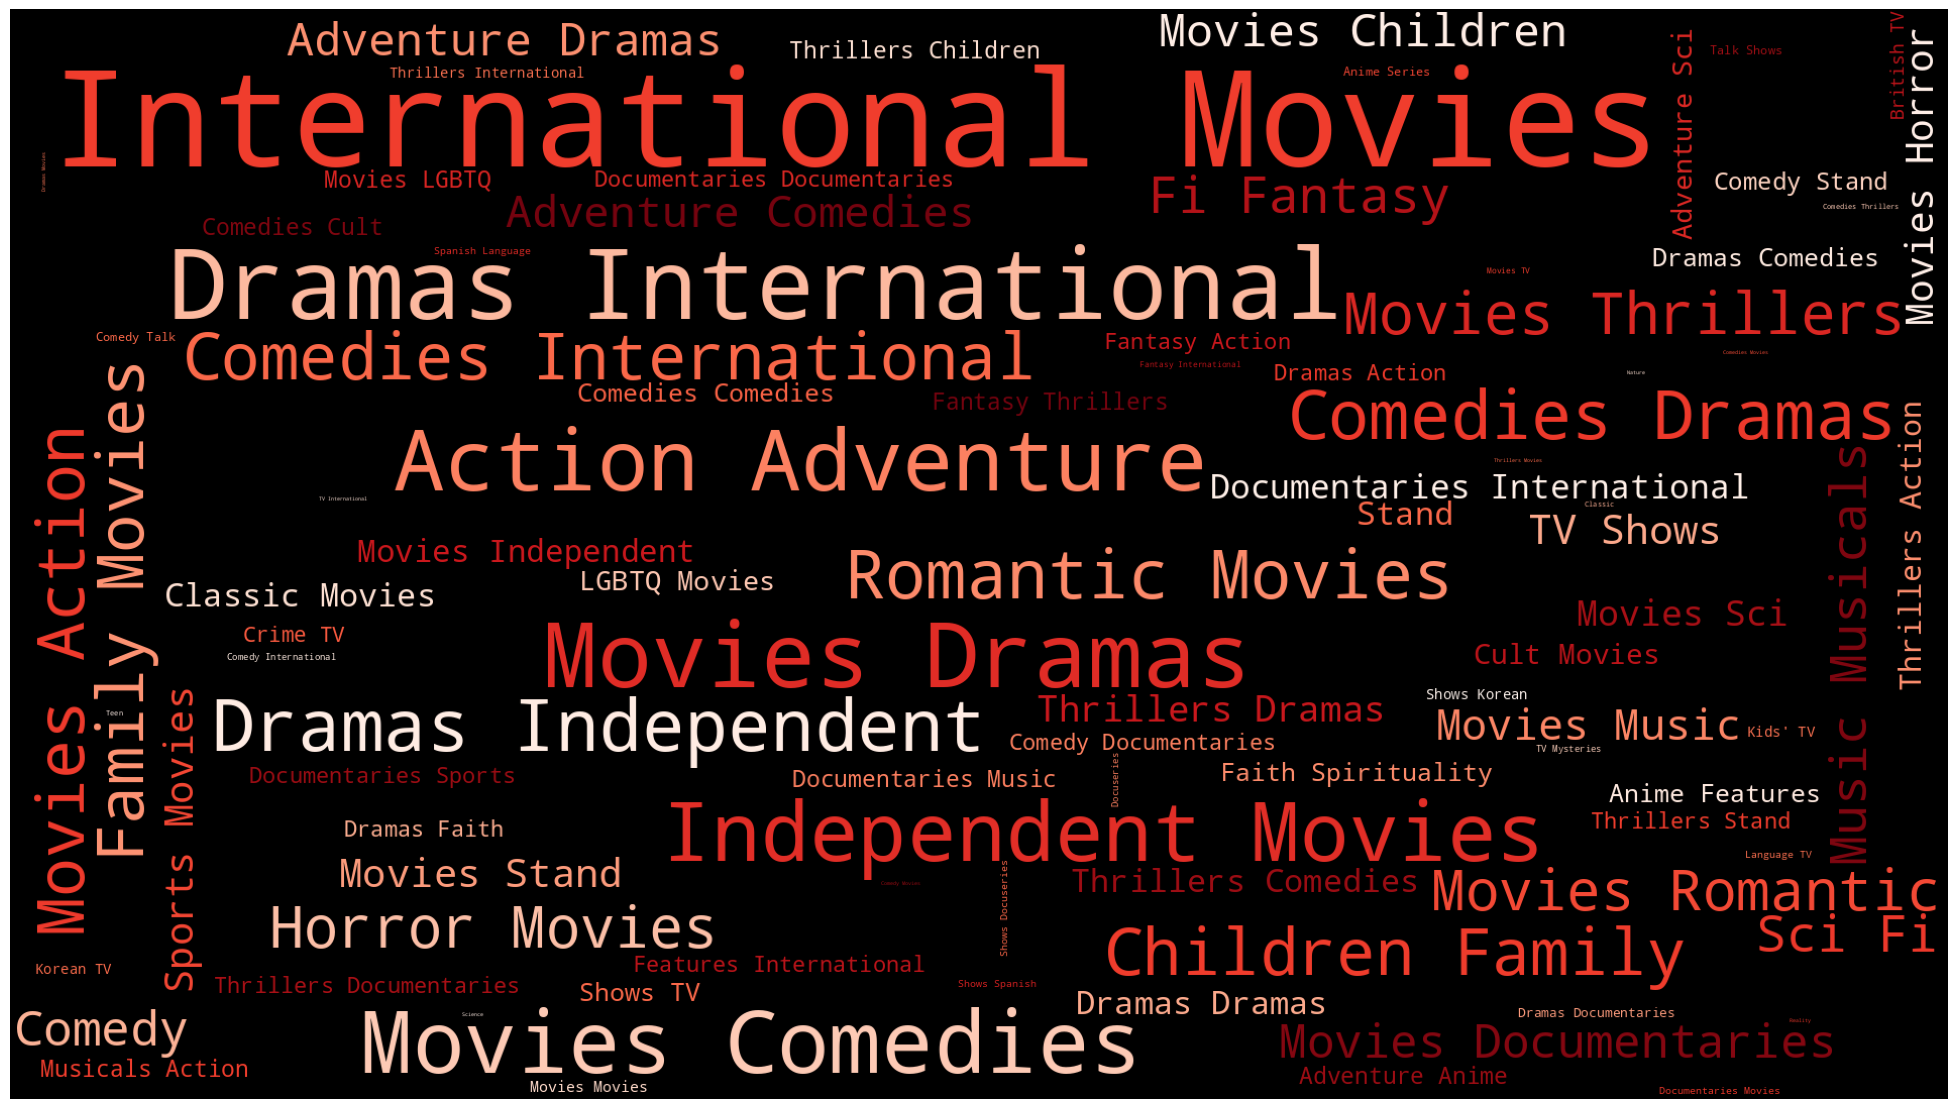 Adventure Dramas
Thrillers Children
Movies Children
Thrillers International
Anime Series
International Movies
Adventure Sci
Talk Shows
British TV
Movies Horror
Dramas Movies
Movies LGBTQ
Documentaries Documentaries
Fi Fantasy
Comedy Stand
Comedies Thrillers
Comedies Cult
Adventure Comedies
Spanish Language
Dramas International
Dramas Comedies
Movies TV
Movies Thrillers
Comedy Talk
Comedies International
Fantasy Action
Comedies Movies
Fantasy International
Dramas Action
Nature
Comedies Comedies
Fantasy Thrillers
Comedies Dramas
Movies Action
Family Movies
Action Adventure
Thrillers Movies
Thrillers Action
Music Musicals
TV International
Documentaries International
Classic
Stand
TV Shows
Movies Independent
LGBTQ Movies
Romantic Movies
Classic Movies
Movies Sci
Crime TV
Comedy International
Movies Dramas
Cult Movies
Sports Movies
Teen
Dramas Independent
Thrillers Dramas
Shows Korean
Movies Music
Kids' TV
Comedy Documentaries
TV Mysteries
Documentaries Sports
Documentaries Music
Docuseries
Faith Spirituality
Anime Features
Independent Movies
Thrillers Stand
Dramas Faith
Language TV
Movies Stand
Comedy Movies
Shows Docuseries
Thrillers Comedies
Movies Romantic
Horror Movies
Children Family
Sci Fi
Korean TV
Features International
Thrillers Documentaries
Shows TV
Shows Spanish
Dramas Dramas
Comedy
Science
Movies Comedies
Dramas Documentaries
Reality
Movies Documentaries
Musicals Action
Adventure Anime
Movies Movies
Documentaries Movies